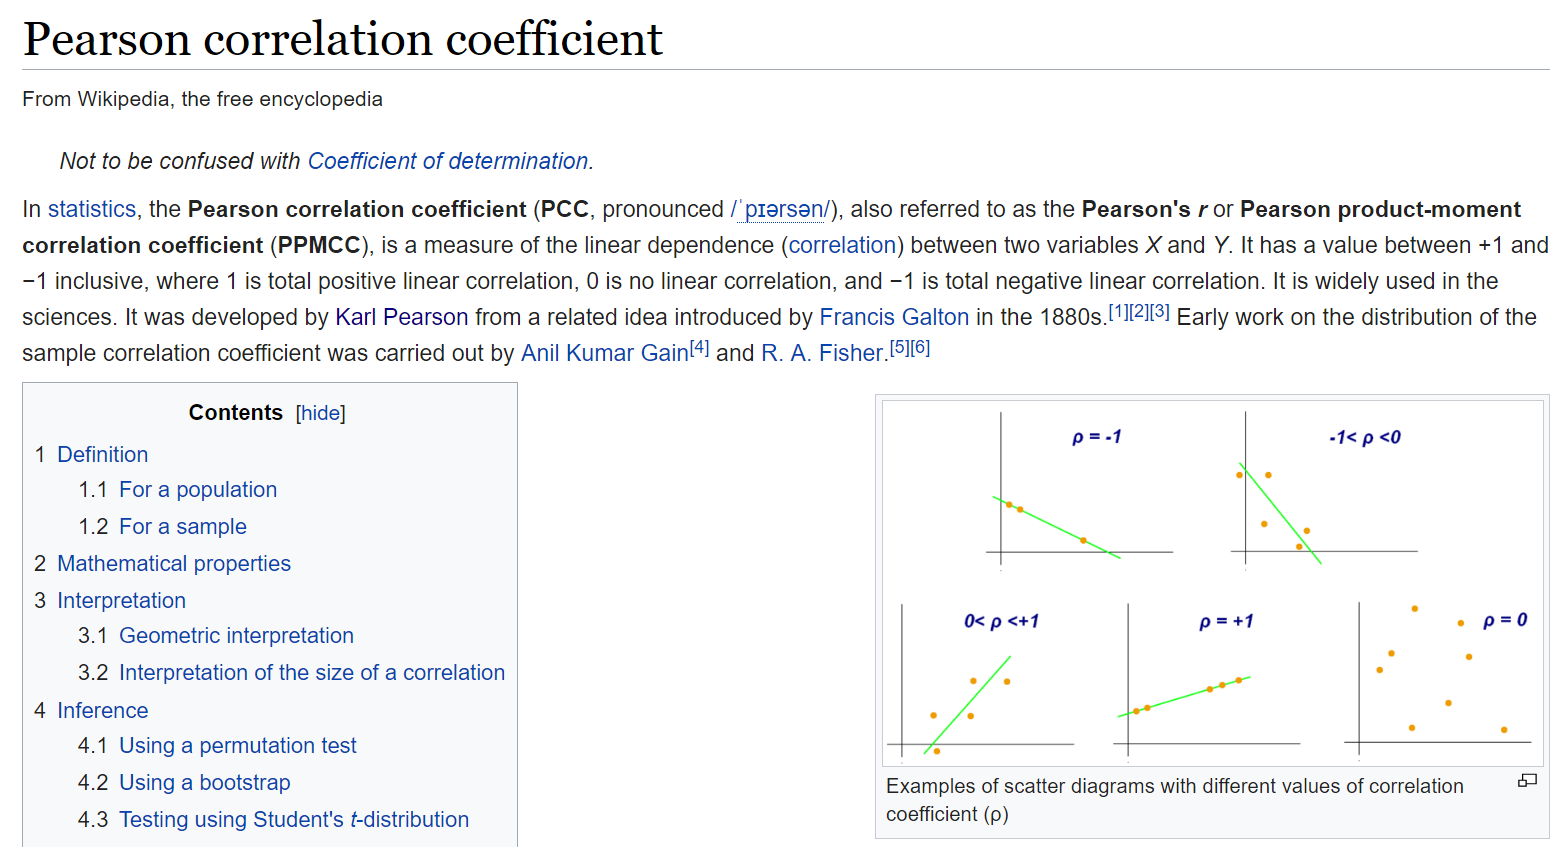 Pearson correlation coefficient
From Wikipedia, the free encyclopedia
Not to be confused with Coefficient of determination.
In statistics, the Pearson correlation coefficient (PCC, pronounced /ˈpɪərsən/), also referred to as the Pearson's r or Pearson product-moment
correlation coefficient (PPMCC), is a measure of the linear dependence (correlation) between two variables X and Y. It has a value between +1 and
−1 inclusive, where 1 is total positive linear correlation, 0 is no linear correlation, and −1 is total negative linear correlation. It is widely used in the
sciences. It was developed by Karl Pearson from a related idea introduced by Francis Galton in the 1880s.[1][2][3] Early work on the distribution of the
sample correlation coefficient was carried out by Anil Kumar Gain[4] and R. A. Fisher.[5][6]
Contents [hide]
1 Definition
1.1 For a population
1.2 For a sample
2 Mathematical properties
3 Interpretation
3.1 Geometric interpretation
3.2 Interpretation of the size of a correlation
4 Inference
4.1 Using a permutation test
4.2 Using a bootstrap
4.3 Testing using Student's t-distribution
ρ = -1
-1< ρ <0
0< ρ <+1
ρ = +1
ρ = 0
Examples of scatter diagrams with different values of correlation
coefficient (ρ)